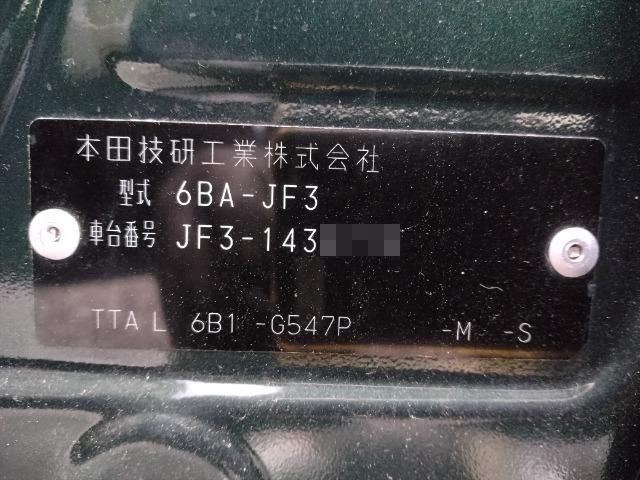 本田技研工業株式会社
型式 6BA-JF3
車台番号 JF3-143
TTA L 6B1 -G547P -M -S